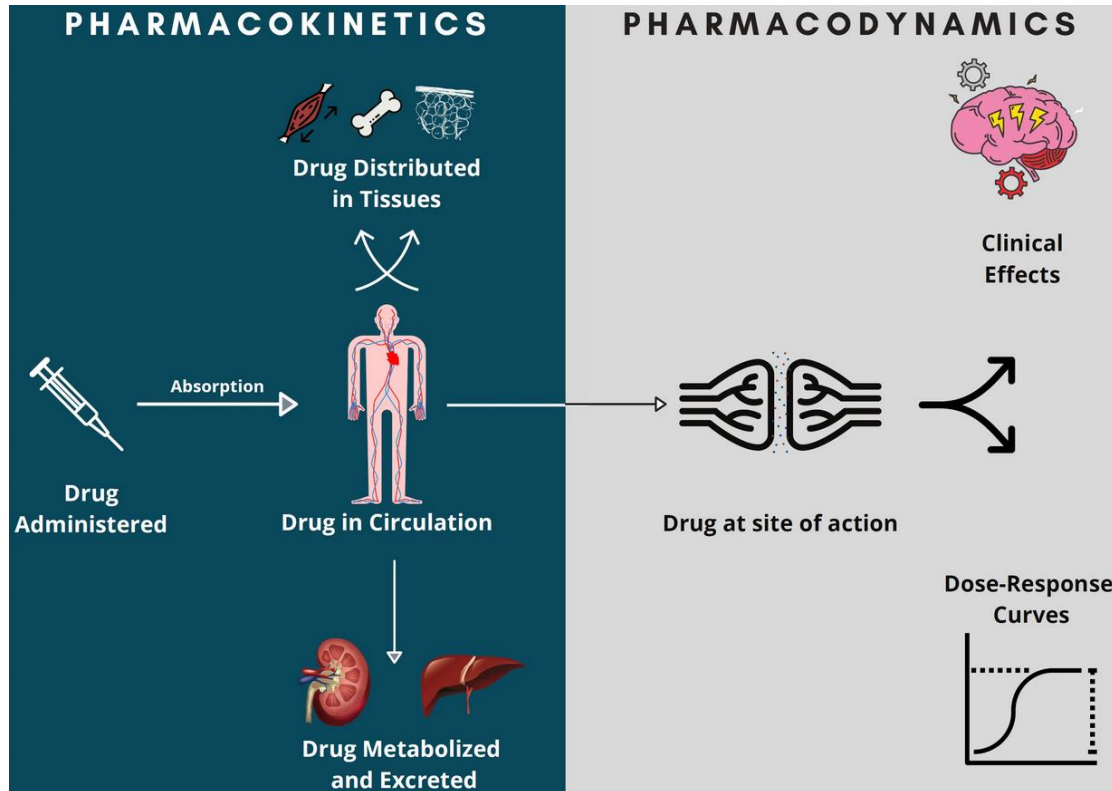 PHARMACOKINETICS
Drug Distributed
in Tissues
Absorption
Drug
Administered
Drug in Circulation
Drug Metabolized
and Excreted
PHARMACODYNAMICS
Clinical
Effects
Drug at site of action
Dose-Response
Curves